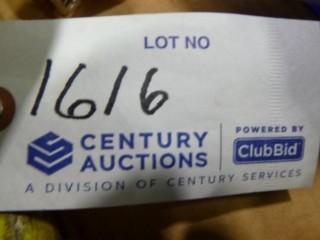 LOT NO
1616
CENTURY AUCTIONS
POWERED BY
ClubBid
A DIVISION OF CENTURY SERVICES